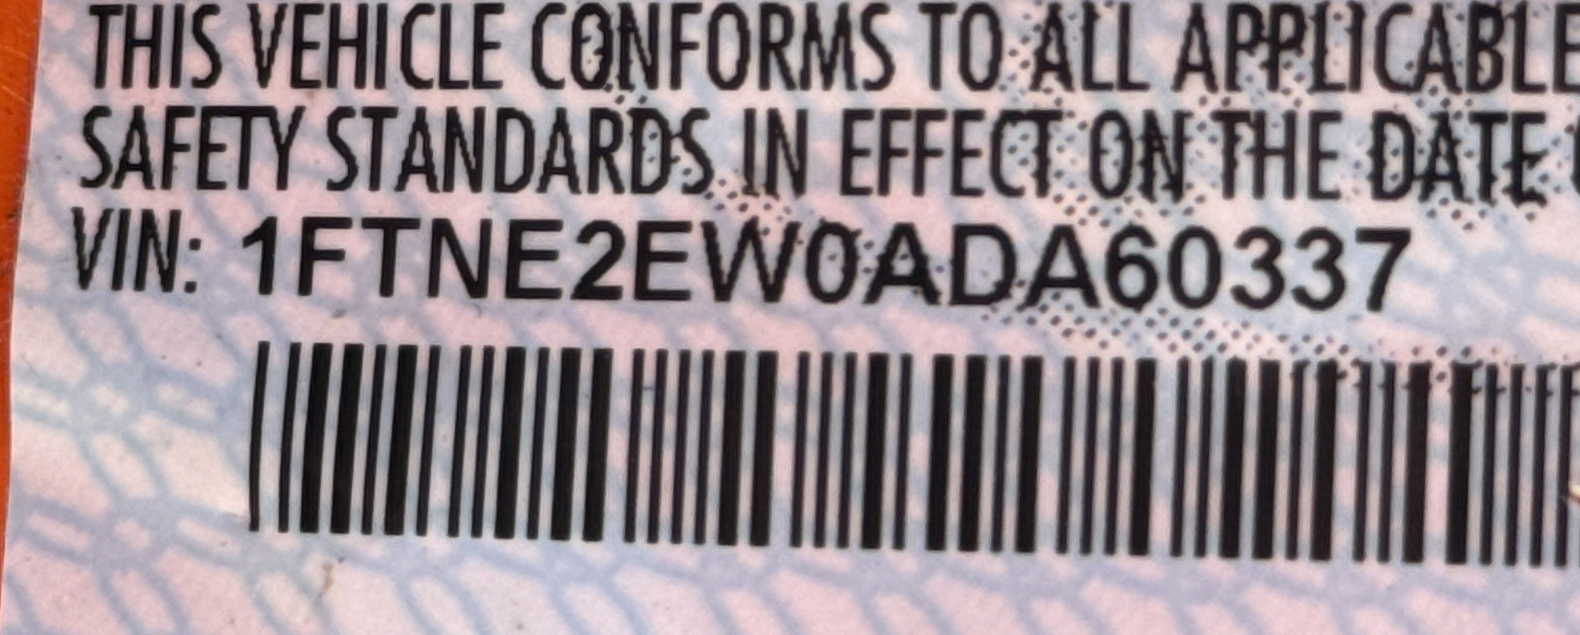 THIS VEHICLE CONFORMS TO ALL APPLICABLE
SAFETY STANDARDS IN EFFECT ON THE DATE
VIN: 1FTNE2EW0ADA60337